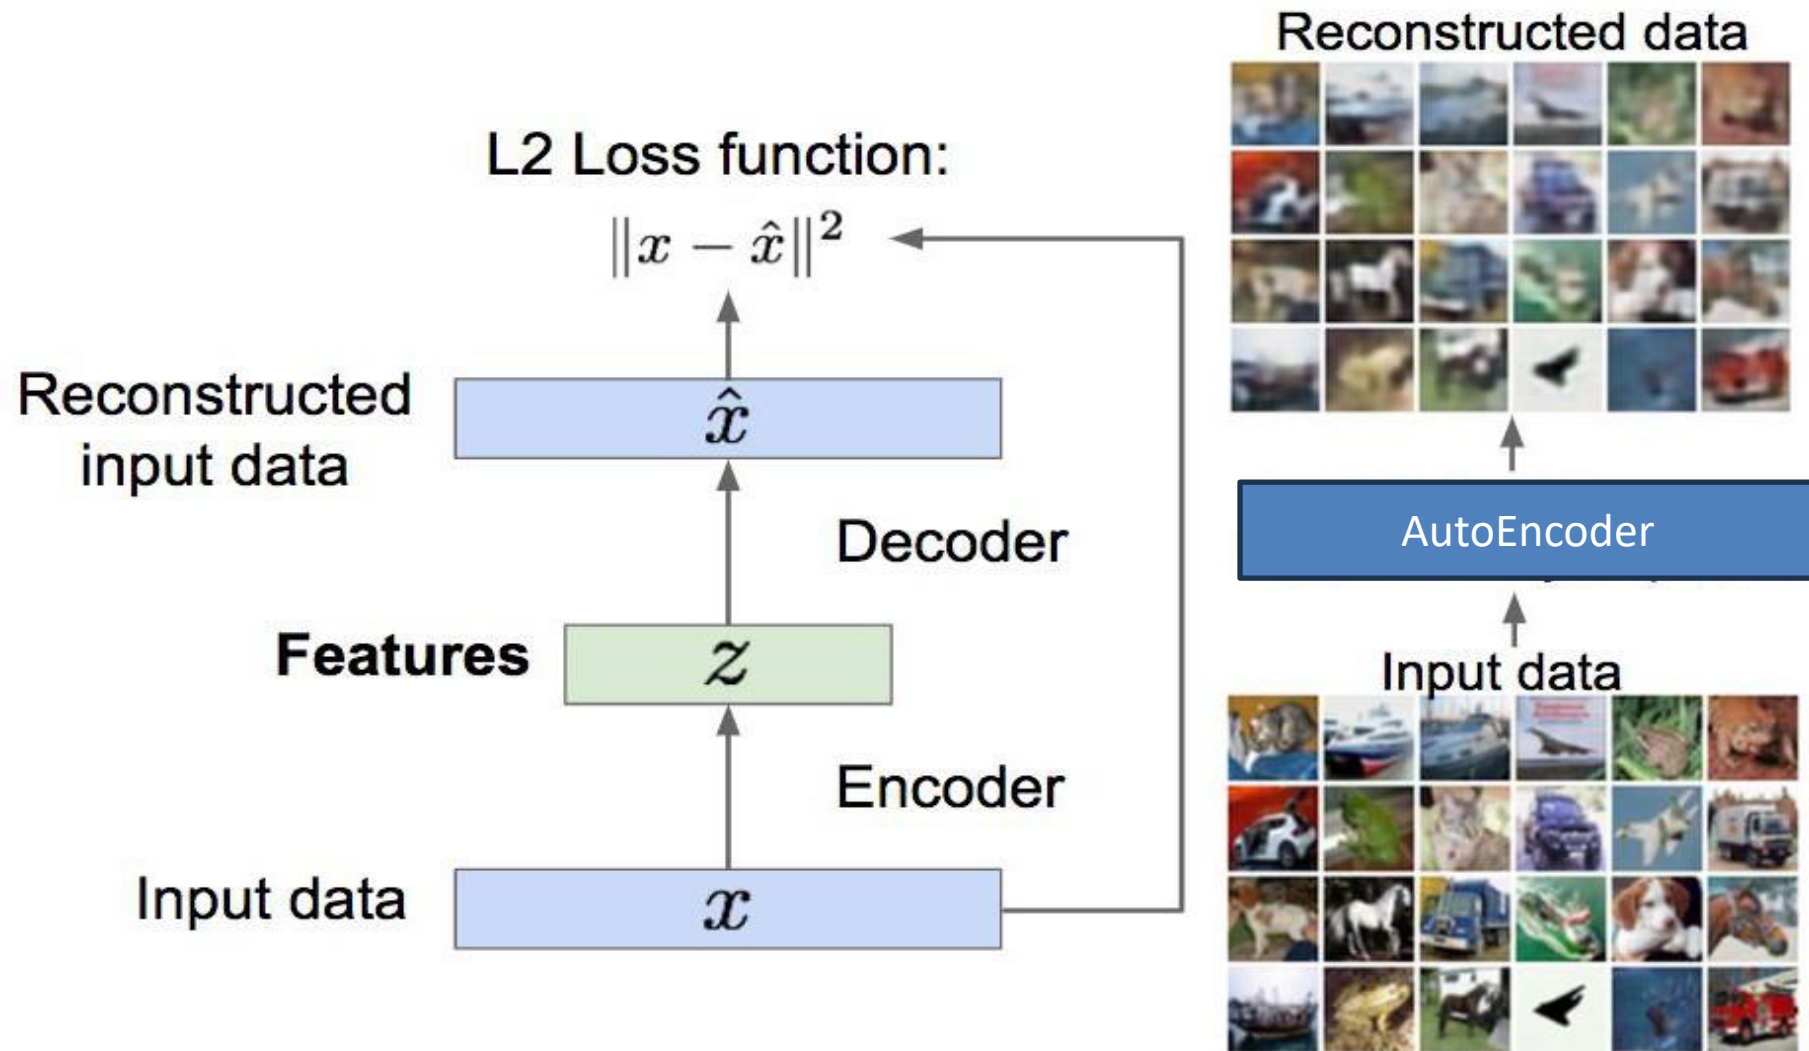 Reconstructed data
L2 Loss function:
‖x − x̂‖²
Reconstructed
input data
x̂
Decoder
AutoEncoder
Features
z
Input data
Encoder
Input data
x